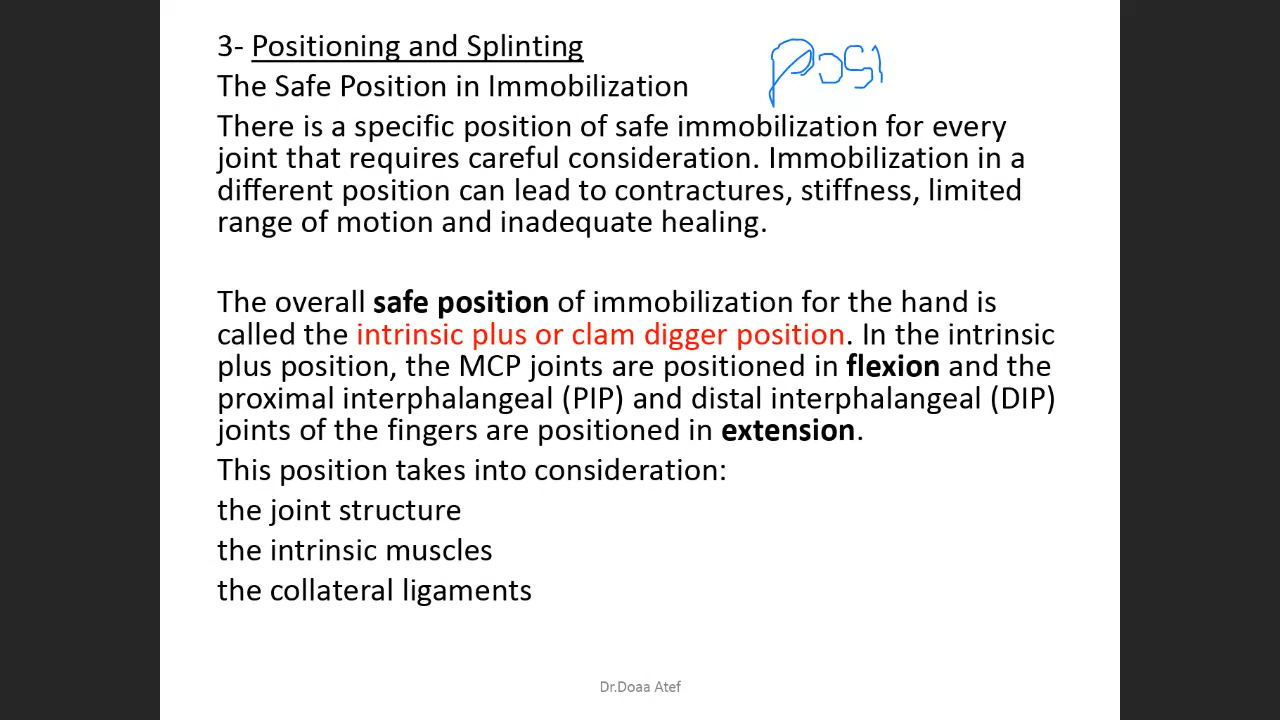 3- Positioning and Splinting
Posi
The Safe Position in Immobilization
There is a specific position of safe immobilization for every
joint that requires careful consideration. Immobilization in a
different position can lead to contractures, stiffness, limited
range of motion and inadequate healing.
The overall safe position of immobilization for the hand is
called the intrinsic plus or clam digger position. In the intrinsic
plus position, the MCP joints are positioned in flexion and the
proximal interphalangeal (PIP) and distal interphalangeal (DIP)
joints of the fingers are positioned in extension.
This position takes into consideration:
the joint structure
the intrinsic muscles
the collateral ligaments
Dr.Doaa Atef